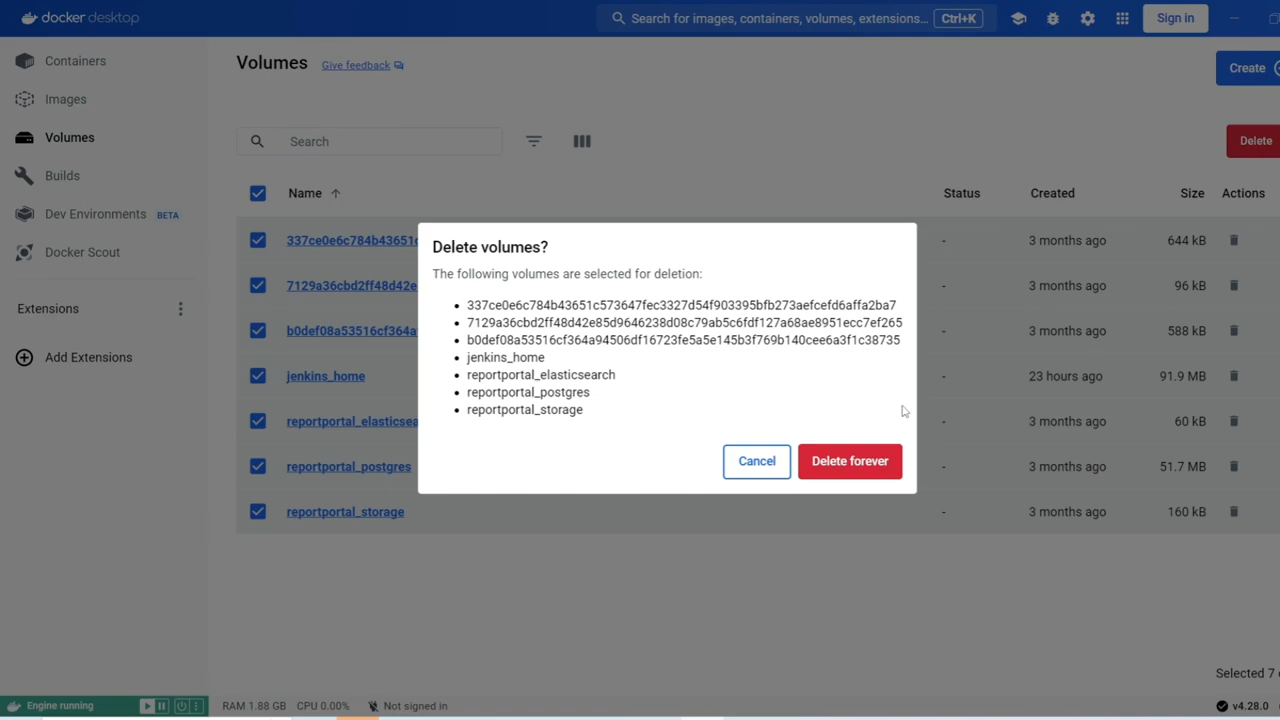 docker desktop
Search for images, containers, volumes, extensions... Ctrl+K
Sign in
Containers
Images
Volumes
Builds
Dev Environments BETA
Docker Scout
Extensions
Add Extensions
Volumes Give feedback
Create
Search
Delete
Name Status Created Size Actions
337ce0e6c784b43651c - 3 months ago 644 kB
7129a36cbd2ff48d42e - 3 months ago 96 kB
b0def08a53516cf364a - 3 months ago 588 kB
jenkins_home - 23 hours ago 91.9 MB
reportportal_elasticsea - 3 months ago 60 kB
reportportal_postgres - 3 months ago 51.7 MB
reportportal_storage - 3 months ago 160 kB
Delete volumes?
The following volumes are selected for deletion:
• 337ce0e6c784b43651c573647fec3327d54f903395bfb273aefcefd6affa2ba7
• 7129a36cbd2ff48d42e85d9646238d08c79ab5c6fdf127a68ae8951ecc7ef265
• b0def08a53516cf364a94506df16723fe5a5e145b3f769b140cee6a3f1c38735
• jenkins_home
• reportportal_elasticsearch
• reportportal_postgres
• reportportal_storage
Cancel Delete forever
Selected 7
Engine running
RAM 1.88 GB CPU 0.00% Not signed in
v4.28.0